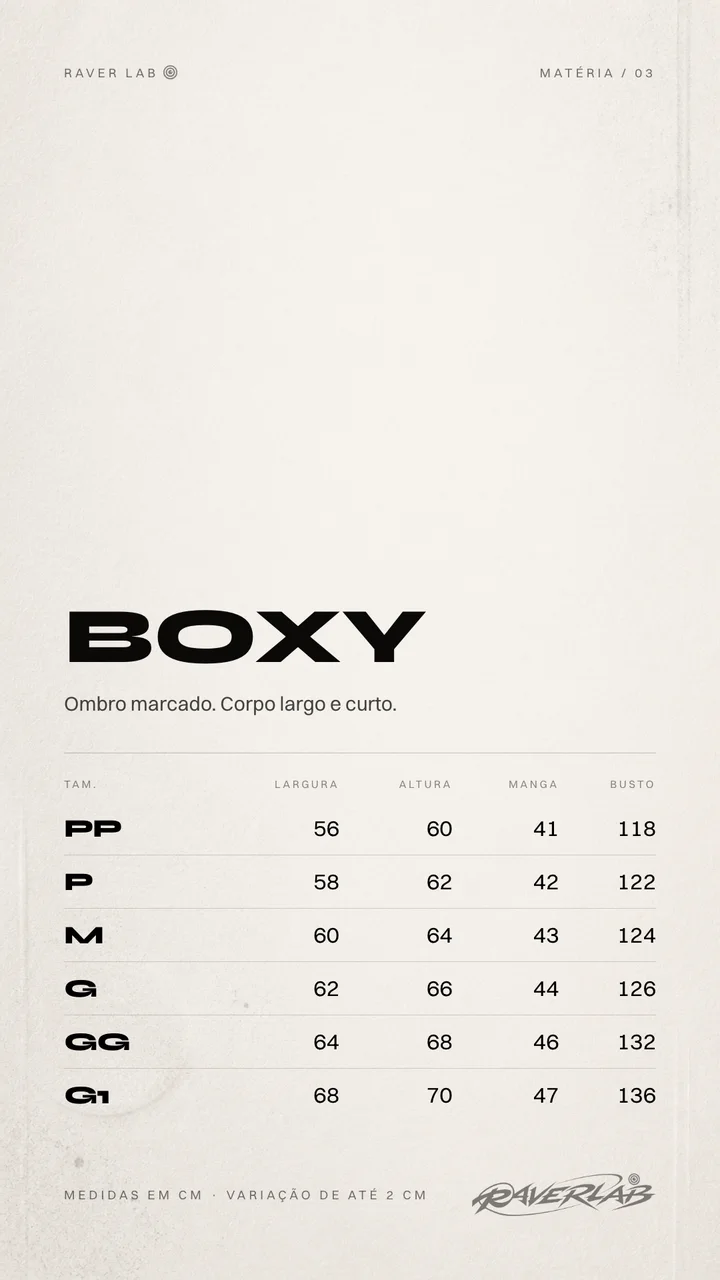 RAVER LAB
MATÉRIA / 03
BOXY
Ombro marcado. Corpo largo e curto.
TAM. LARGURA ALTURA MANGA BUSTO
PP 56 60 41 118
P 58 62 42 122
M 60 64 43 124
G 62 66 44 126
GG 64 68 46 132
G1 68 70 47 136
MEDIDAS EM CM · VARIAÇÃO DE ATÉ 2 CM
RAVERLAB